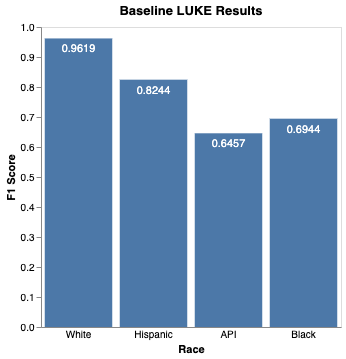 Baseline LUKE Results
F1 Score
1.0
0.9
0.8
0.7
0.6
0.5
0.4
0.3
0.2
0.1
0.0
0.9619
0.8244
0.6457
0.6944
White
Hispanic
API
Black
Race